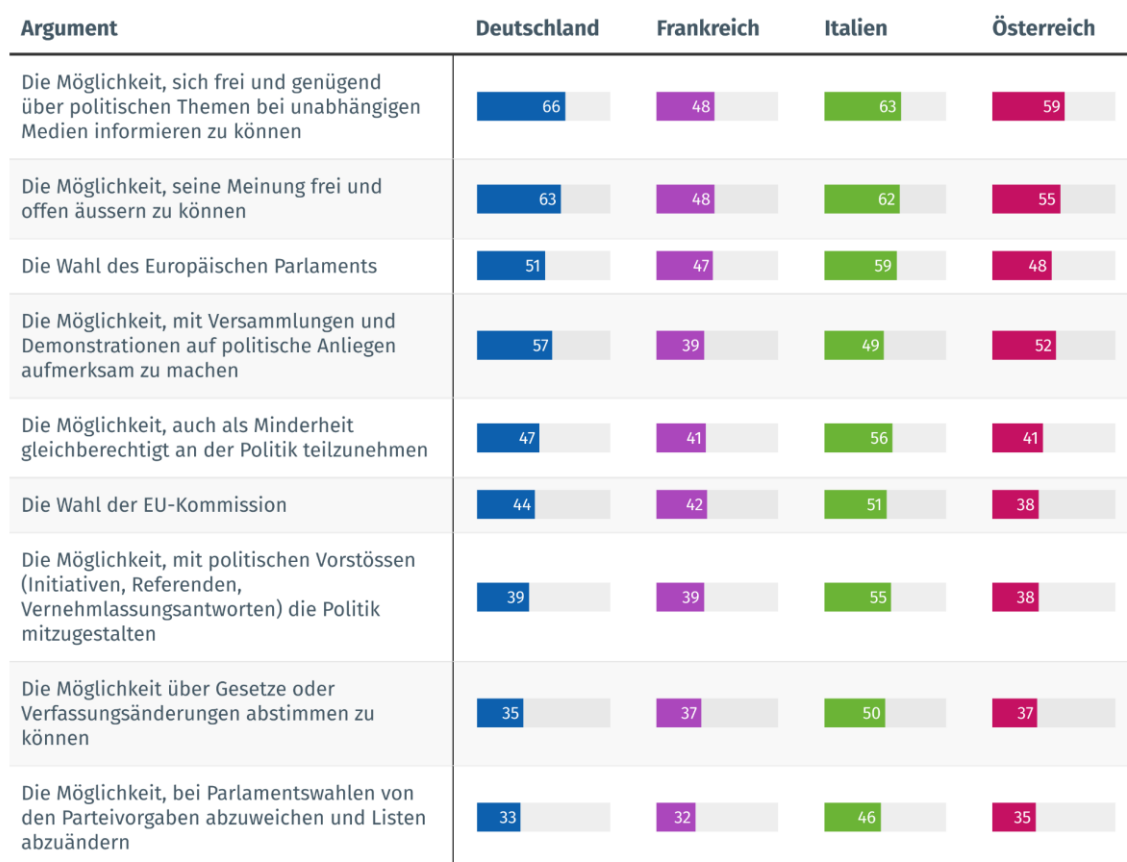 Argument Deutschland Frankreich Italien Österreich
Die Möglichkeit, sich frei und genügend
über politischen Themen bei unabhängigen
Medien informieren zu können
66 48 63 59
Die Möglichkeit, seine Meinung frei und
offen äussern zu können
63 48 62 55
Die Wahl des Europäischen Parlaments 51 47 59 48
Die Möglichkeit, mit Versammlungen und
Demonstrationen auf politische Anliegen
aufmerksam zu machen
57 39 49 52
Die Möglichkeit, auch als Minderheit
gleichberechtigt an der Politik teilzunehmen
47 41 56 41
Die Wahl der EU-Kommission 44 42 51 38
Die Möglichkeit, mit politischen Vorstössen
(Initiativen, Referenden,
Vernehmlassungsantworten) die Politik
mitzugestalten
39 39 55 38
Die Möglichkeit über Gesetze oder
Verfassungsänderungen abstimmen zu
können
35 37 50 37
Die Möglichkeit, bei Parlamentswahlen von
den Parteivorgaben abzuweichen und Listen
abzuändern
33 32 46 35